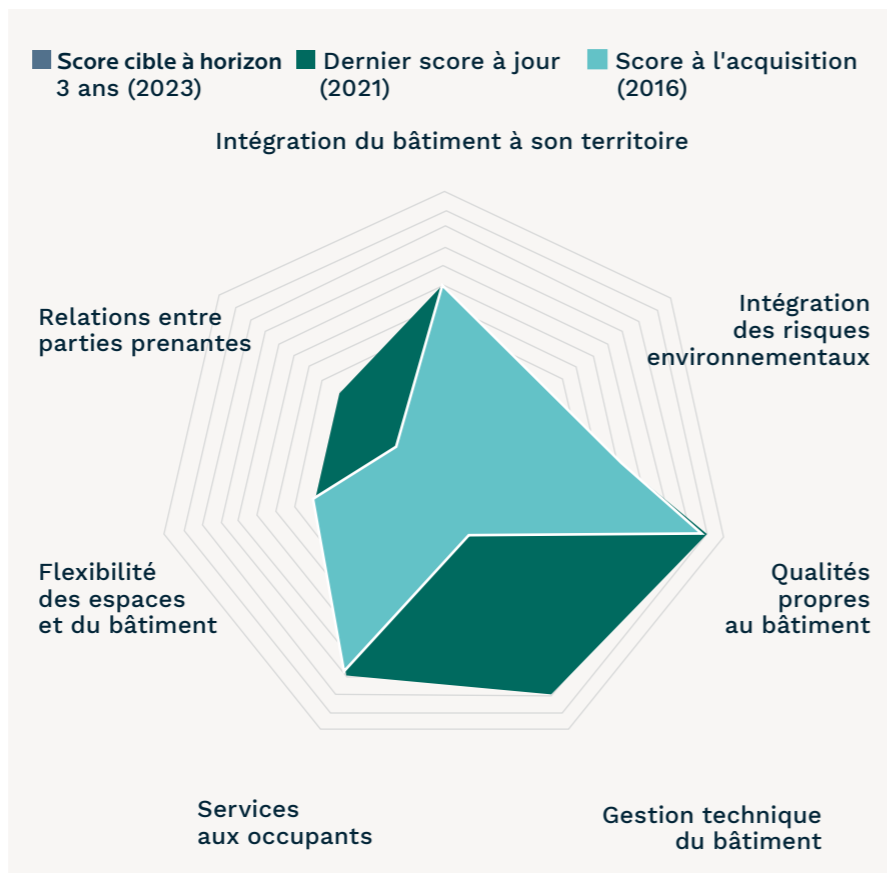 Score cible à horizon
3 ans (2023)
Dernier score à jour
(2021)
Score à l'acquisition
(2016)
Intégration du bâtiment à son territoire
Relations entre
parties prenantes
Intégration
des risques
environnementaux
Flexibilité
des espaces
et du bâtiment
Qualités
propres
au bâtiment
Services
aux occupants
Gestion technique
du bâtiment